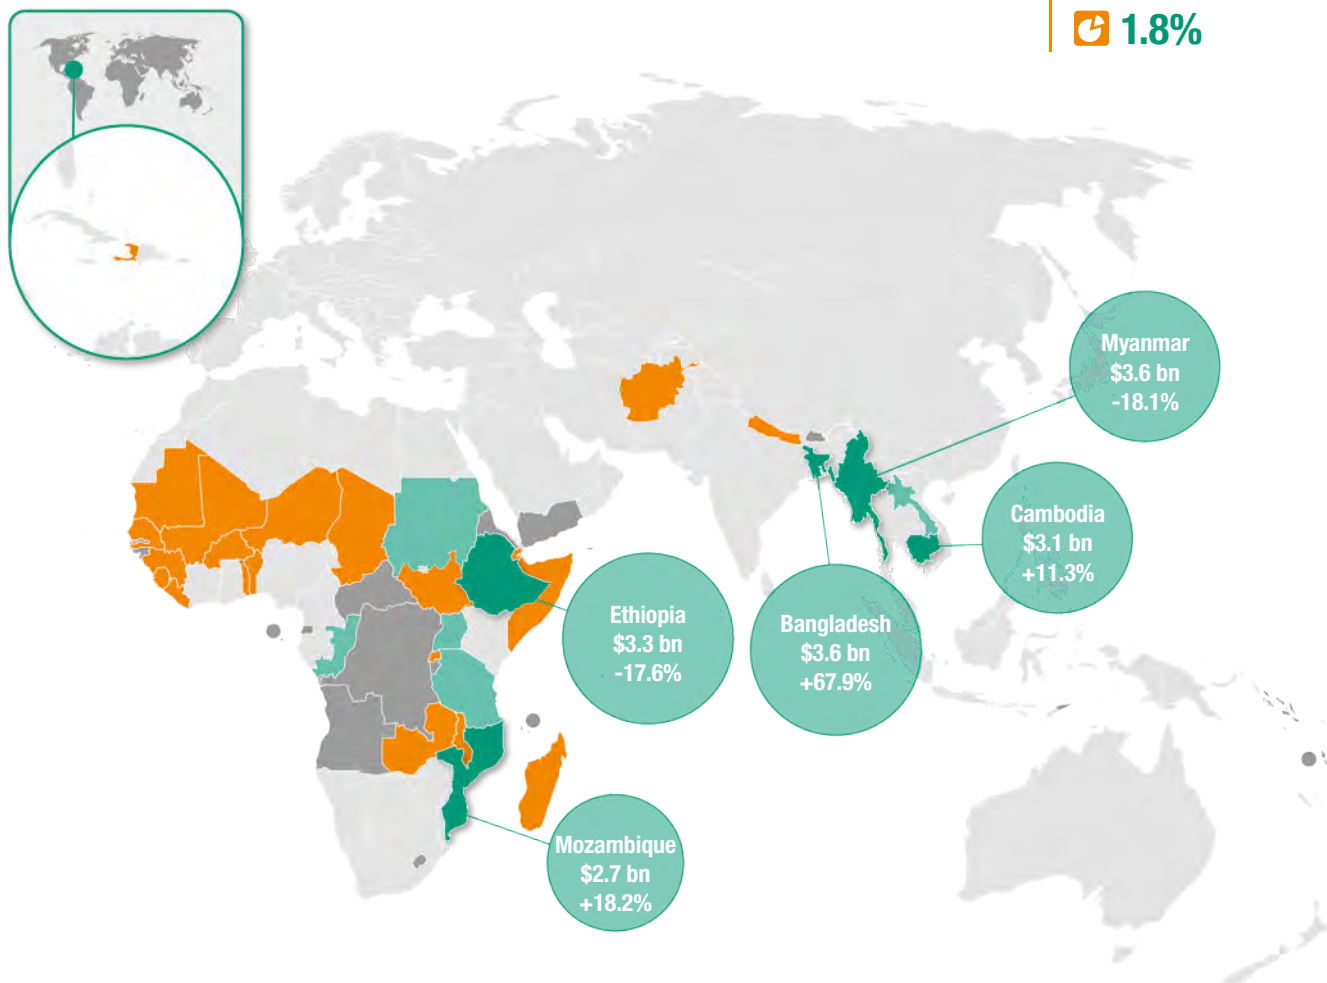 1.8%
Myanmar
$3.6 bn
-18.1%
Cambodia
$3.1 bn
+11.3%
Ethiopia
$3.3 bn
-17.6%
Bangladesh
$3.6 bn
+67.9%
Mozambique
$2.7 bn
+18.2%